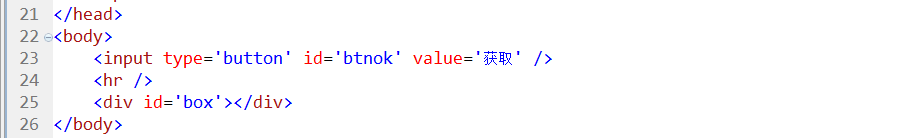 21 </head>
22 <body>
23     <input type='button' id='btnok' value='获取' />
24     <hr />
25     <div id='box'></div>
26 </body>